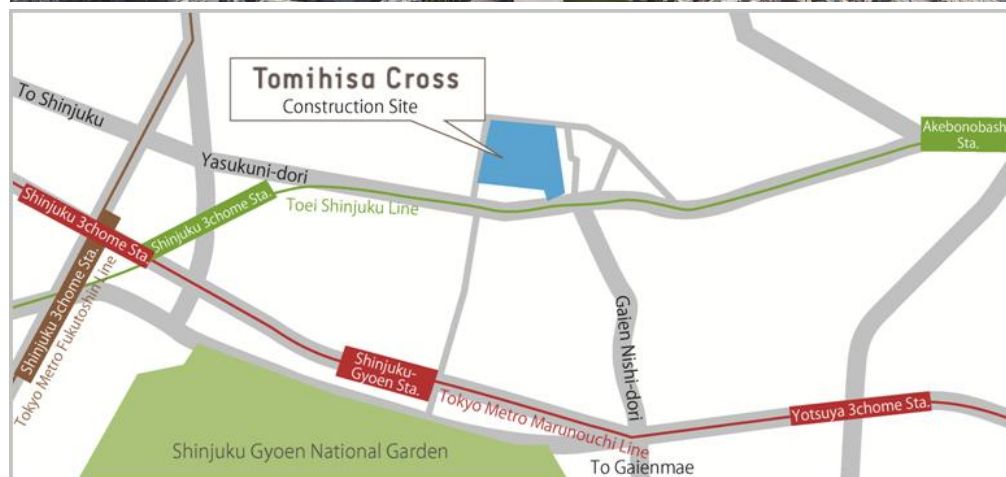 Tomihisa Cross
Construction Site
To Shinjuku
Yasukuni-dori
Akebonobash
Sta.
Shinjuku 3chome Sta.
Toei Shinjuku Line
Shinjuku 3chome Sta.
Shinjuku 3chome Sta.
Tokyo Metro Fukutoshin Line
Gaien Nishi-dori
Shinjuku-
Gyoen Sta.
Tokyo Metro Marunouchi Line
Yotsuya 3chome Sta.
Shinjuku Gyoen National Garden
To Gaienmae